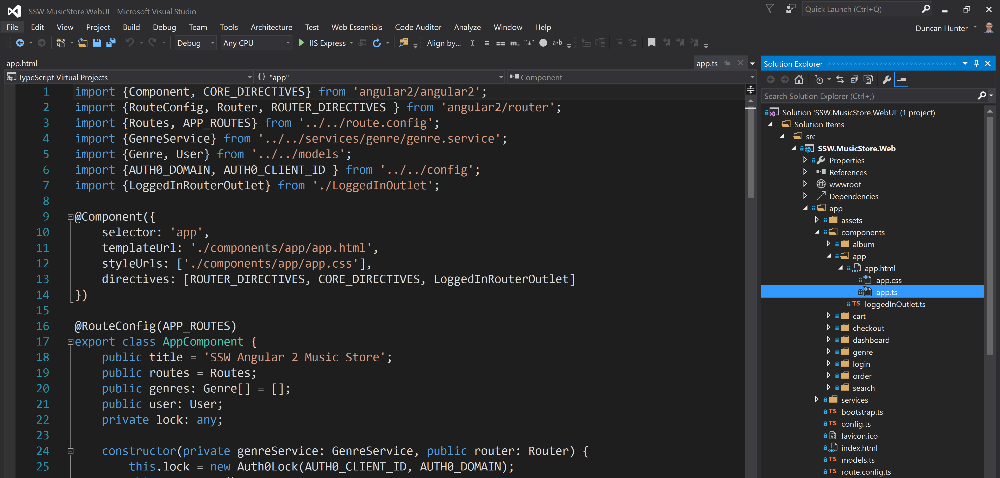 SSW.MusicStore.WebUI - Microsoft Visual Studio
Quick Launch (Ctrl+Q)
File Edit View Project Build Debug Team Tools Architecture Test Web Essentials Code Auditor Analyze Window Help
Duncan Hunter
Debug Any CPU IIS Express Align by... = == m_ "ab" a·b
app.html
app.ts
TypeScript Virtual Projects
{} "app"
Component
1 import {Component, CORE_DIRECTIVES} from 'angular2/angular2';
2 import {RouteConfig, Router, ROUTER_DIRECTIVES } from 'angular2/router';
3 import {Routes, APP_ROUTES} from '../../route.config';
4 import {GenreService} from '../../services/genre/genre.service';
5 import {Genre, User} from '../../models';
6 import {AUTH0_DOMAIN, AUTH0_CLIENT_ID } from '../../config';
7 import {LoggedInRouterOutlet} from './LoggedInOutlet';
8
9 @Component({
10 selector: 'app',
11 templateUrl: './components/app/app.html',
12 styleUrls: ['./components/app/app.css'],
13 directives: [ROUTER_DIRECTIVES, CORE_DIRECTIVES, LoggedInRouterOutlet]
14 })
15
16 @RouteConfig(APP_ROUTES)
17 export class AppComponent {
18 public title = 'SSW Angular 2 Music Store';
19 public routes = Routes;
20 public genres: Genre[] = [];
21 public user: User;
22 private lock: any;
23
24 constructor(private genreService: GenreService, public router: Router) {
25 this.lock = new Auth0Lock(AUTH0_CLIENT_ID, AUTH0_DOMAIN);
Solution Explorer
Search Solution Explorer (Ctrl+;)
Solution 'SSW.MusicStore.WebUI' (1 project)
Solution Items
src
SSW.MusicStore.Web
Properties
References
wwwroot
Dependencies
app
assets
components
album
app
app.html
app.css
app.ts
TS loggedInOutlet.ts
cart
checkout
dashboard
genre
login
order
search
services
TS bootstrap.ts
TS config.ts
favicon.ico
index.html
TS models.ts
TS route.config.ts